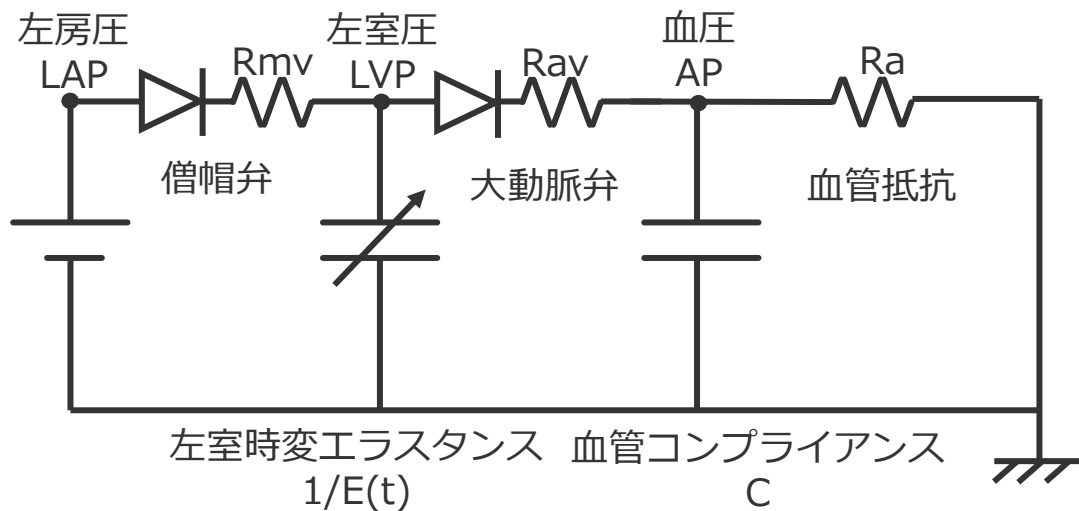 左房圧
LAP
Rmv
左室圧
LVP
Rav
血圧
AP
Ra
僧帽弁
大動脈弁
血管抵抗
左室時変エラスタンス
1/E(t)
血管コンプライアンス
C